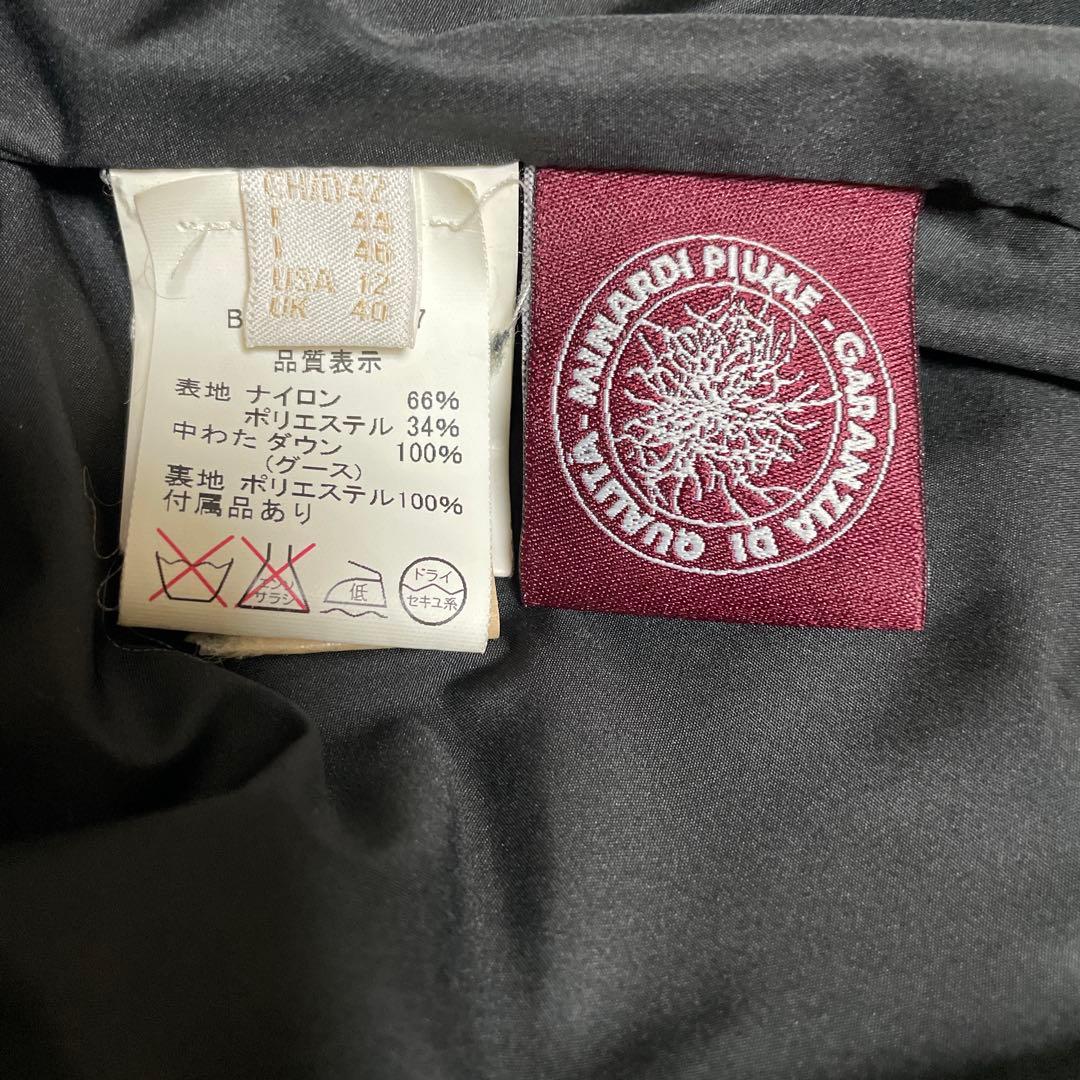 CH/D 42
F 44
I 46
USA 12
UK 40
B 7
品質表示
表地 ナイロン 66%
ポリエステル 34%
中わた ダウン 100%
(グース)
裏地 ポリエステル 100%
付属品あり
エンソ
サラシ
低
ドライ
セキユ系
MINARDI PIUME - GARANZIA DI QUALITA -